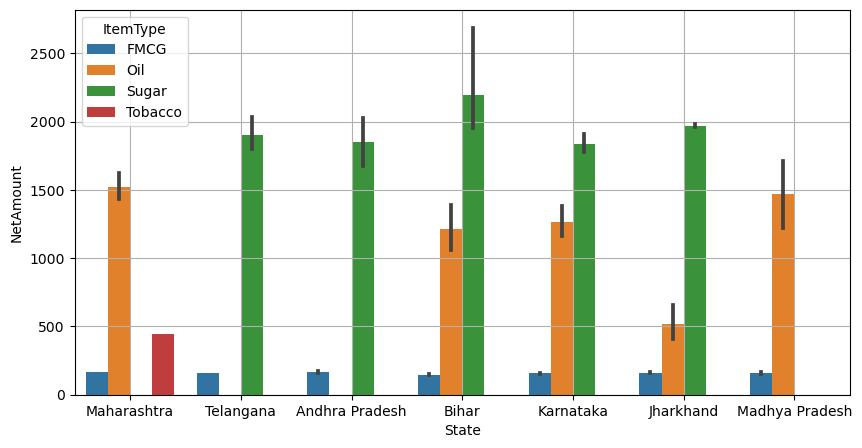 ItemType
FMCG
Oil
Sugar
Tobacco
2500
2000
1500
1000
500
0
NetAmount
Maharashtra Telangana Andhra Pradesh Bihar Karnataka Jharkhand Madhya Pradesh
State